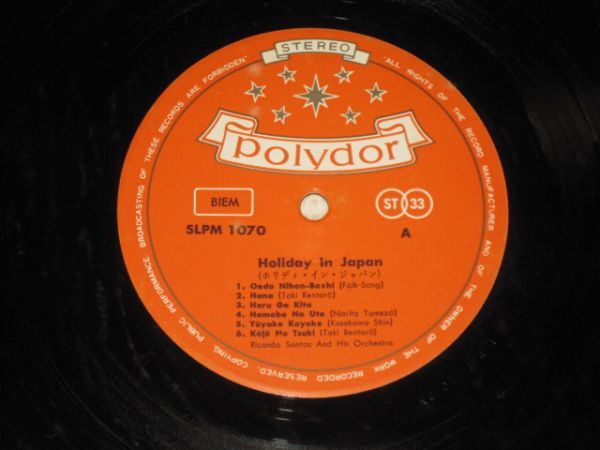 STEREO
polydor
BIEM
ST 33
SLPM 1070
A
Holiday in Japan
(ホリディ・イン・ジャパン)
1. Oedo Nihon-Bashi (Folk-Song)
2. Hana (Taki Rentarō)
3. Haru Ga Kita
4. Hamabe No Uta (Narita Tamezō)
5. Yūyake Koyake (Kusakawa Shin)
6. Kōjō No Tsuki (Taki Rentarō)
Ricardo Santos And His Orchestra
"ALL RIGHTS OF THE RECORD MANUFACTURER AND OF THE OWNER OF THE WORK RECORDED RESERVED. COPYING, PUBLIC PERFORMANCE, BROADCASTING OF THESE RECORDS ARE FORBIDDEN"